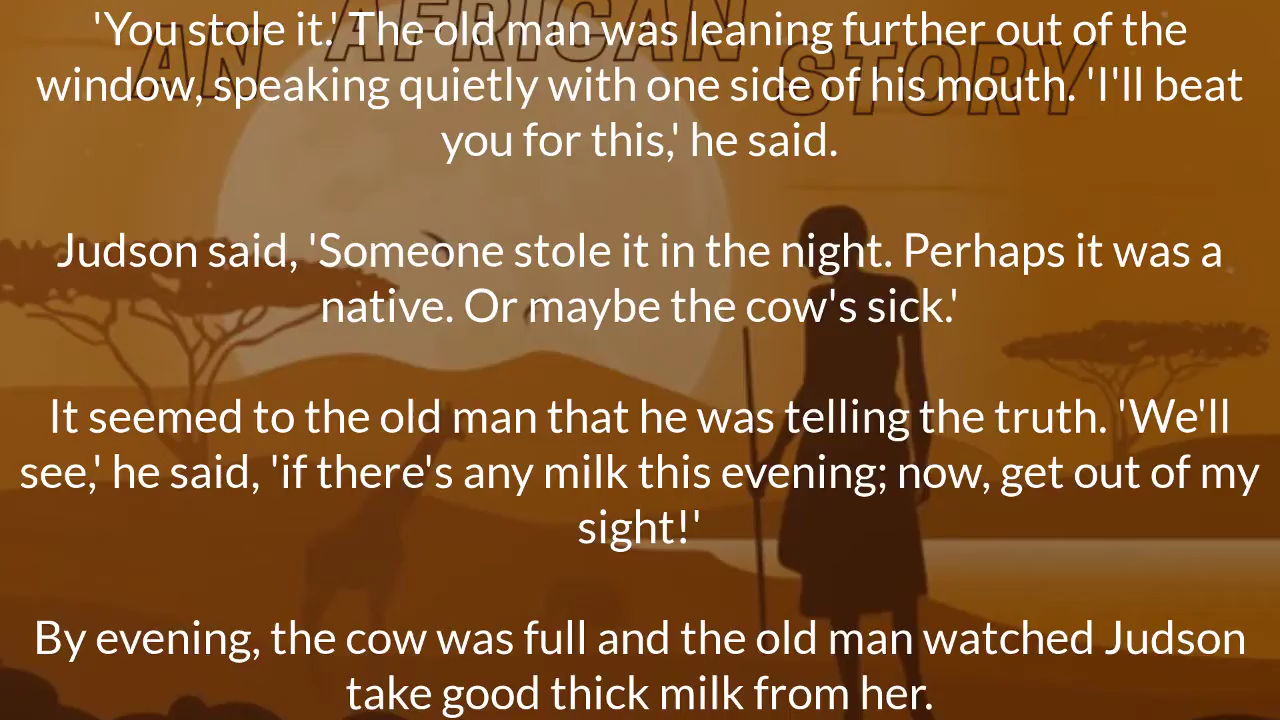 AN AFRICAN STORY
'You stole it.' The old man was leaning further out of the
window, speaking quietly with one side of his mouth. 'I'll beat
you for this,' he said.
Judson said, 'Someone stole it in the night. Perhaps it was a
native. Or maybe the cow's sick.'
It seemed to the old man that he was telling the truth. 'We'll
see,' he said, 'if there's any milk this evening; now, get out of my
sight!'
By evening, the cow was full and the old man watched Judson
take good thick milk from her.